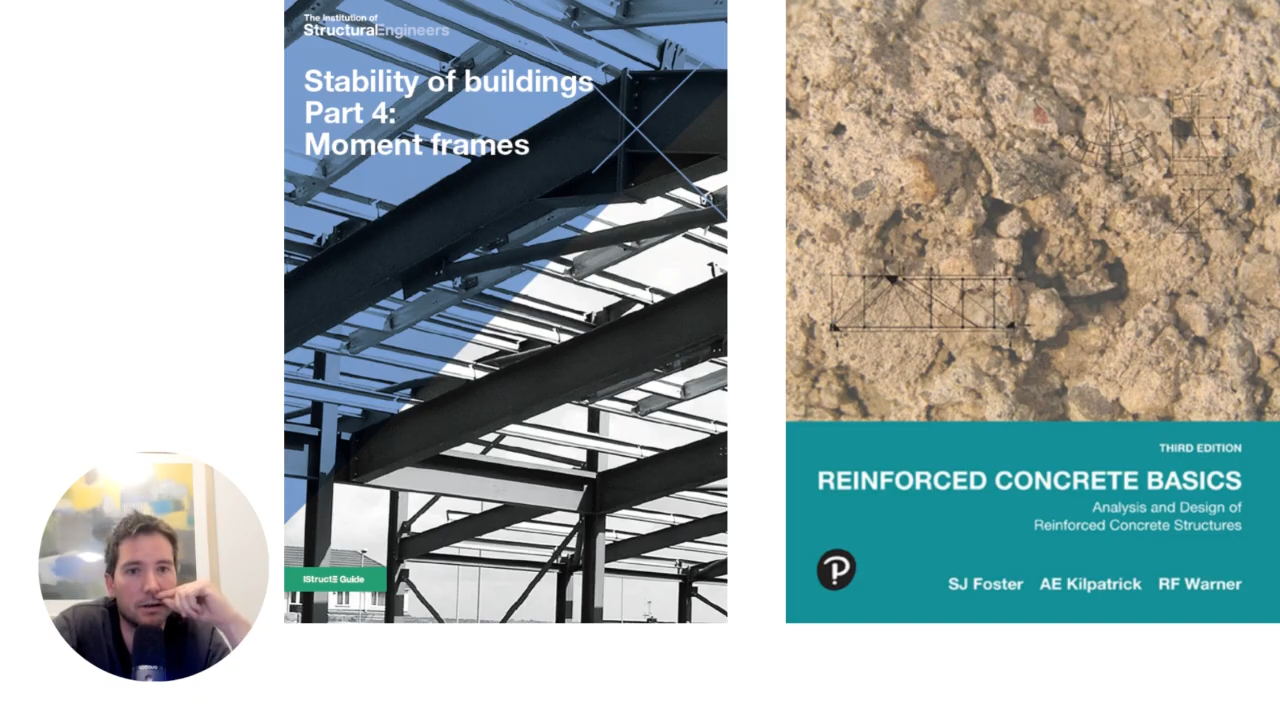 The Institution of
StructuralEngineers
Stability of buildings
Part 4:
Moment frames
IStructE Guide
THIRD EDITION
REINFORCED CONCRETE BASICS
Analysis and Design of
Reinforced Concrete Structures
SJ Foster AE Kilpatrick RF Warner